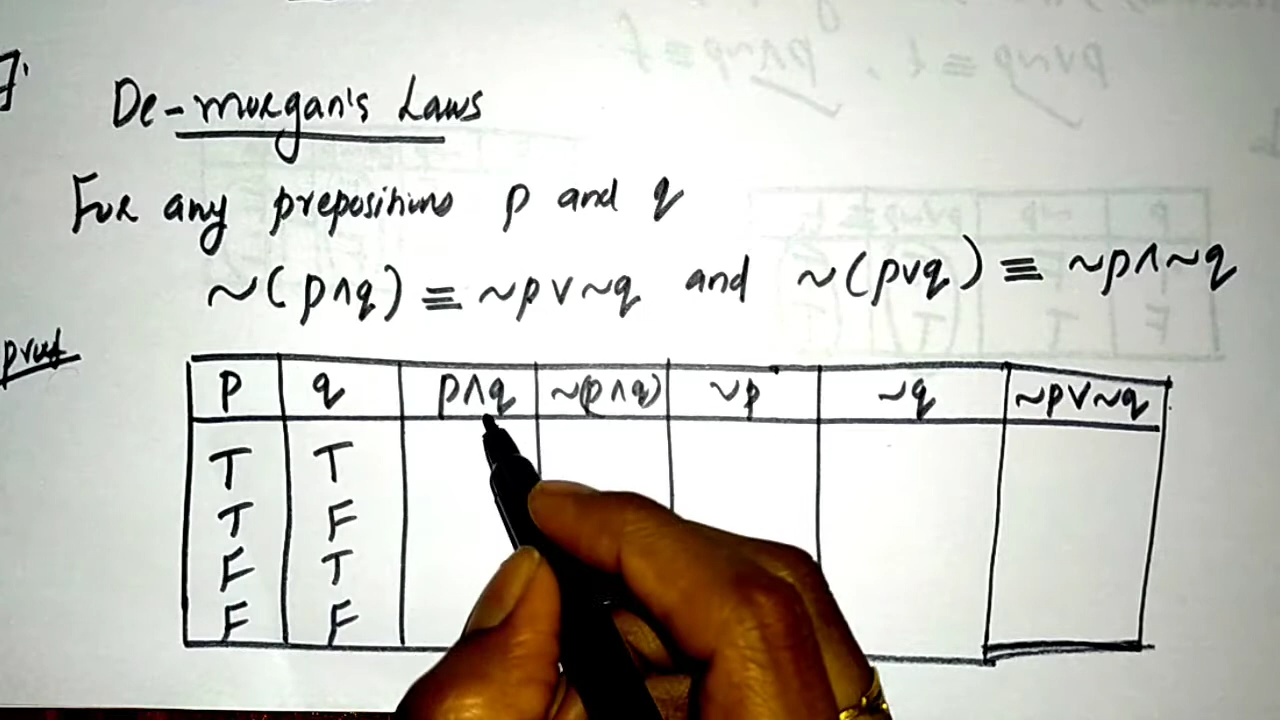 De-morgan's Laws
For any prepositions p and q
~(p∧q) ≡ ~p∨~q and ~(p∨q) ≡ ~p∧~q
proof
p q p∧q ~(p∧q) ~p ~q ~p∨~q
T T
T F
F T
F F